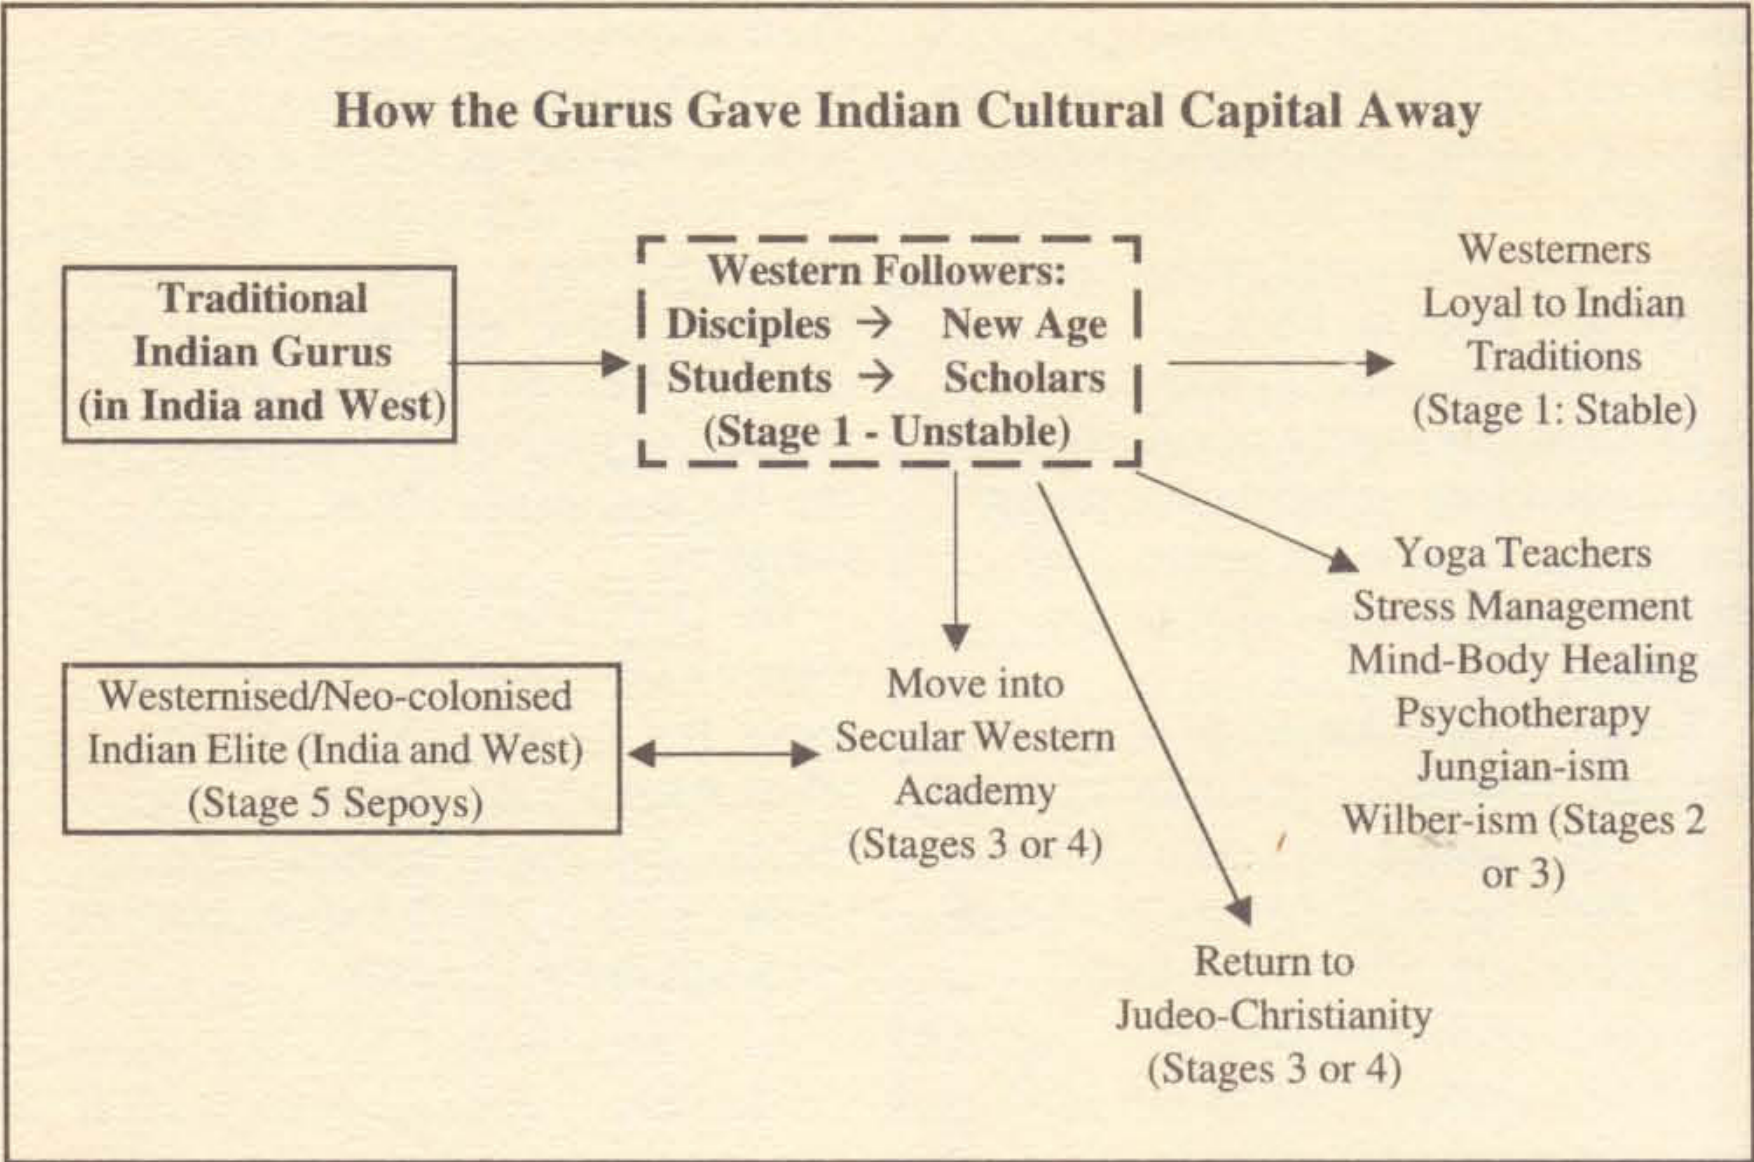 How the Gurus Gave Indian Cultural Capital Away
Traditional
Indian Gurus
(in India and West)
Western Followers:
Disciples → New Age
Students → Scholars
(Stage 1 - Unstable)
Westerners
Loyal to Indian
Traditions
(Stage 1: Stable)
Yoga Teachers
Stress Management
Mind-Body Healing
Psychotherapy
Jungian-ism
Wilber-ism (Stages 2
or 3)
Westernised/Neo-colonised
Indian Elite (India and West)
(Stage 5 Sepoys)
Move into
Secular Western
Academy
(Stages 3 or 4)
Return to
Judeo-Christianity
(Stages 3 or 4)